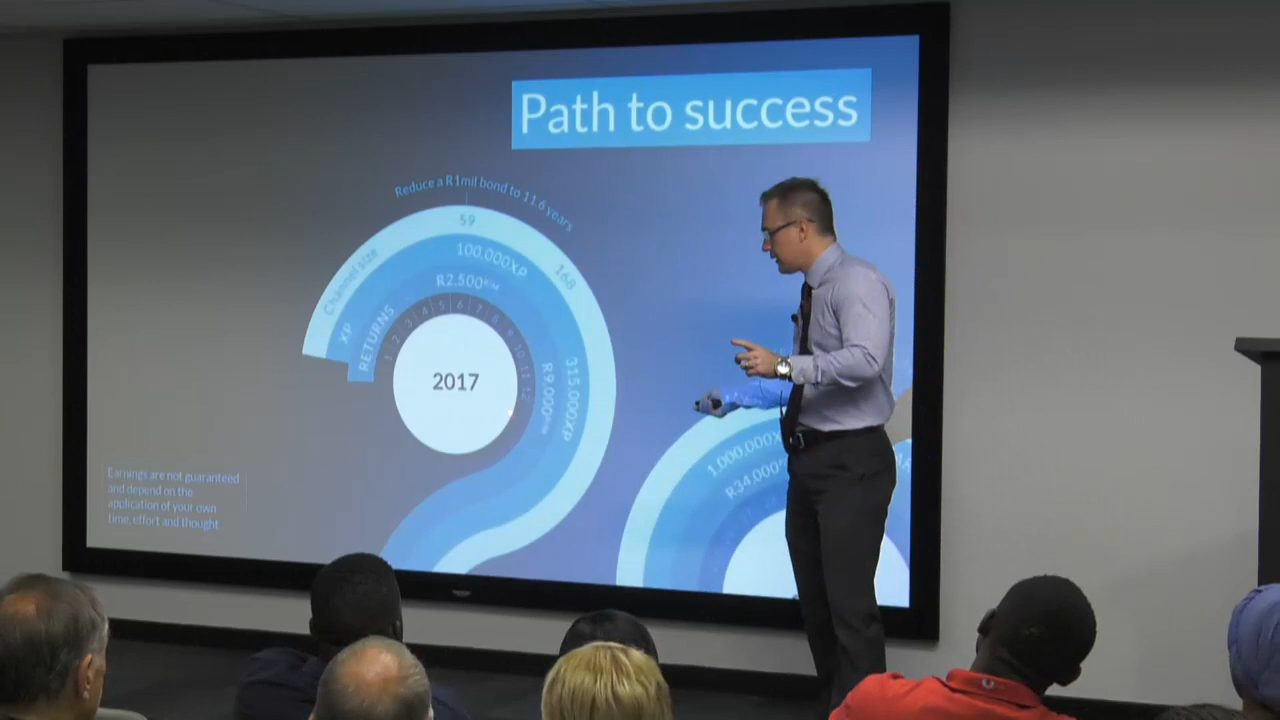 Path to success
Reduce a R1mil bond to 11.6 years
Channel size 59 168
XP 100,000XP 315,000XP
RETURNS R2,500PM R9,000PM
1 2 3 4 5 6 7 8 9 10 11 12
2017
1,000,000X
R34,000
Earnings are not guaranteed
and depend on the
application of your own
time, effort and thought